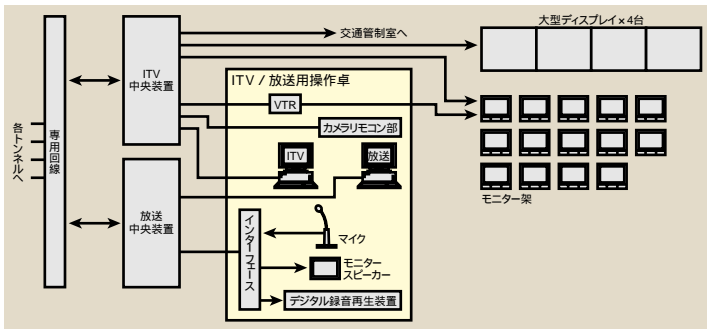 大型ディスプレイ×4台
交通管制室へ
ITV
中央装置
ITV / 放送用操作卓
VTR
カメラリモコン部
各トンネルへ
専用回線
ITV
放送
モニター架
放送
中央装置
インターフェース
マイク
モニター
スピーカー
デジタル録音再生装置